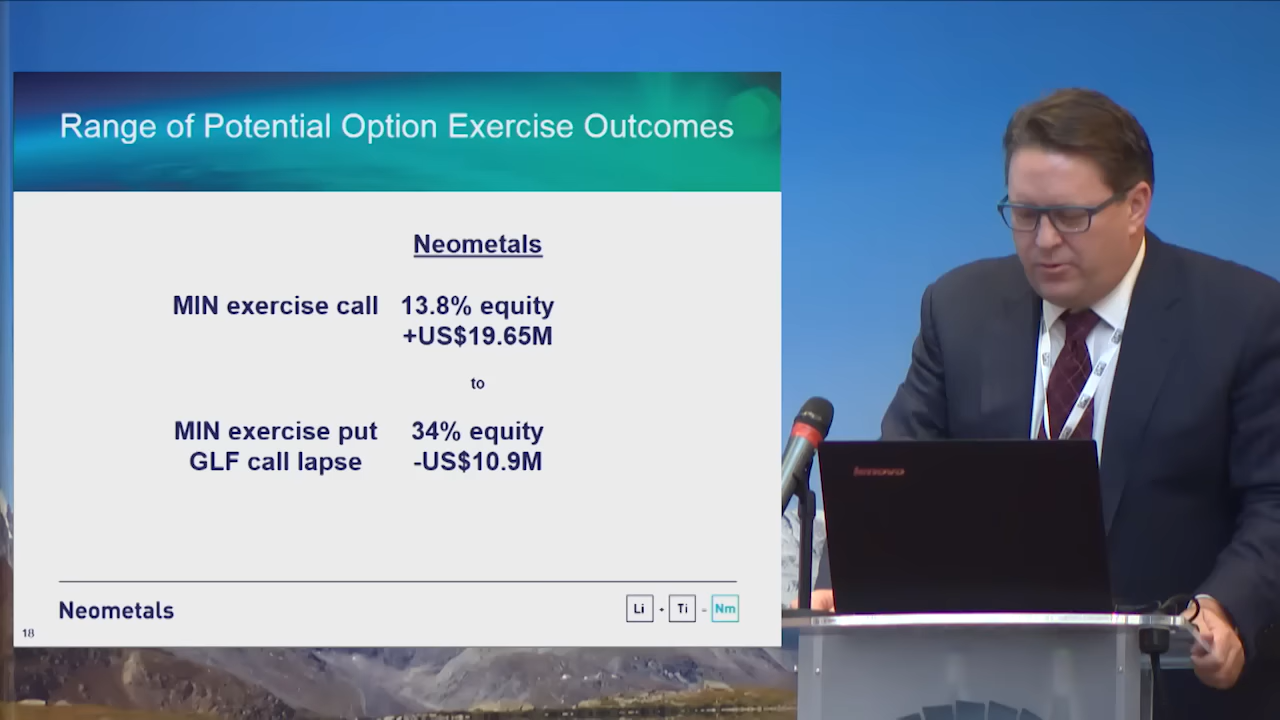 Range of Potential Option Exercise Outcomes
Neometals
MIN exercise call 13.8% equity
+US$19.65M
to
MIN exercise put 34% equity
GLF call lapse -US$10.9M
Neometals
Li + Ti = Nm
18
lenovo